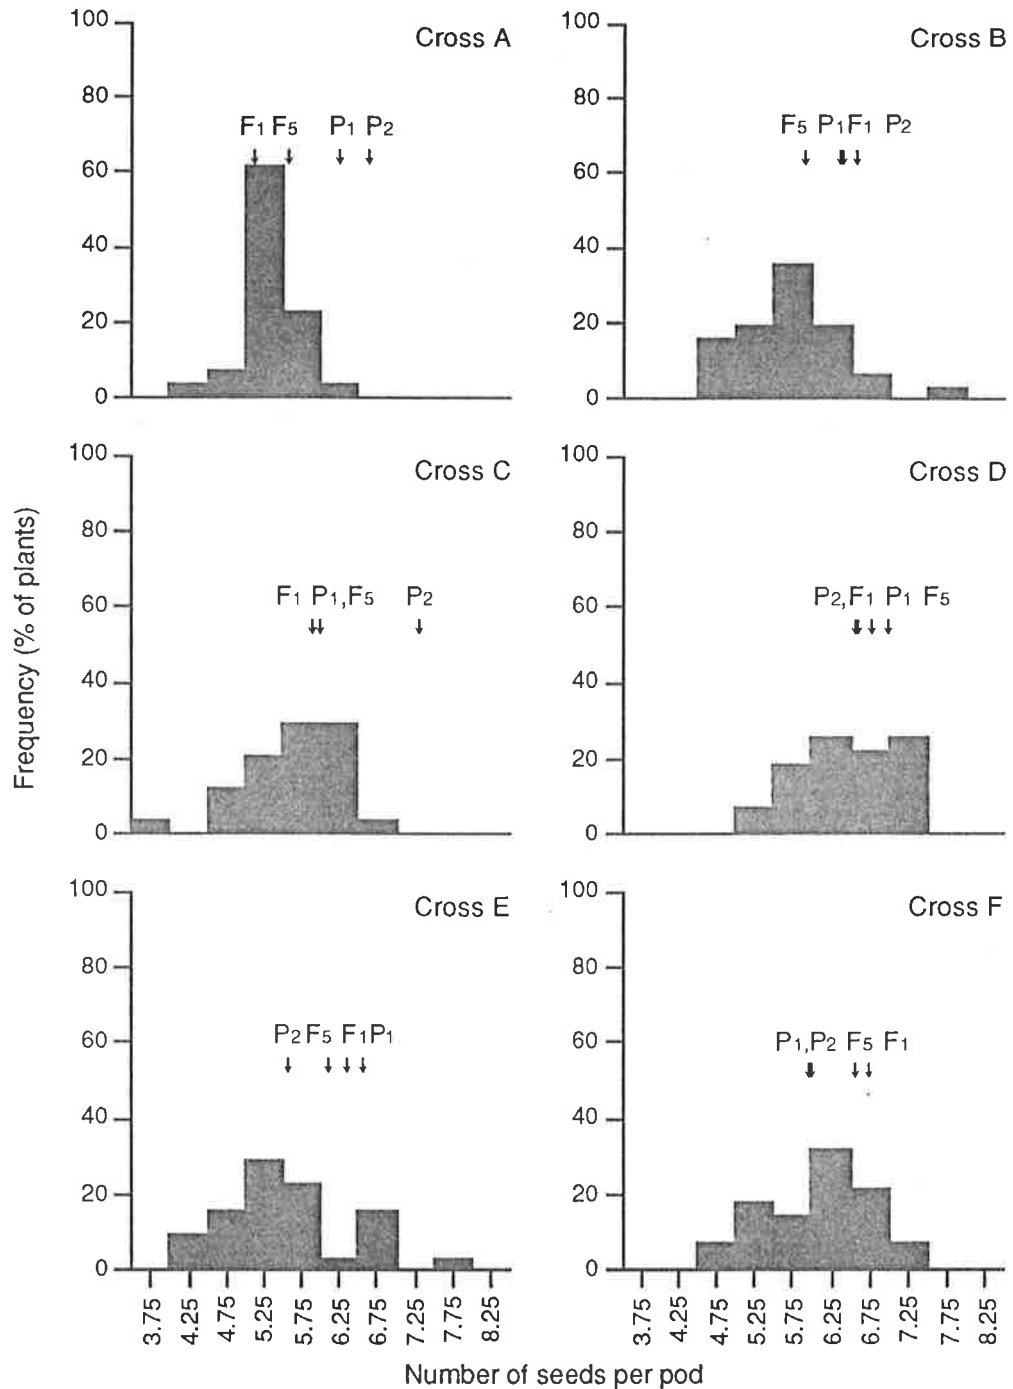 Cross A
100
80
60
40
20
0
F1 F5 P1 P2
Cross B
100
80
60
40
20
0
F5 P1 F1 P2
Cross C
100
80
60
40
20
0
F1 P1,F5 P2
Cross D
100
80
60
40
20
0
P2,F1 P1 F5
Cross E
100
80
60
40
20
0
P2 F5 F1 P1
3.75 4.25 4.75 5.25 5.75 6.25 6.75 7.25 7.75 8.25
Cross F
100
80
60
40
20
0
P1,P2 F5 F1
3.75 4.25 4.75 5.25 5.75 6.25 6.75 7.25 7.75 8.25
Frequency (% of plants)
Number of seeds per pod